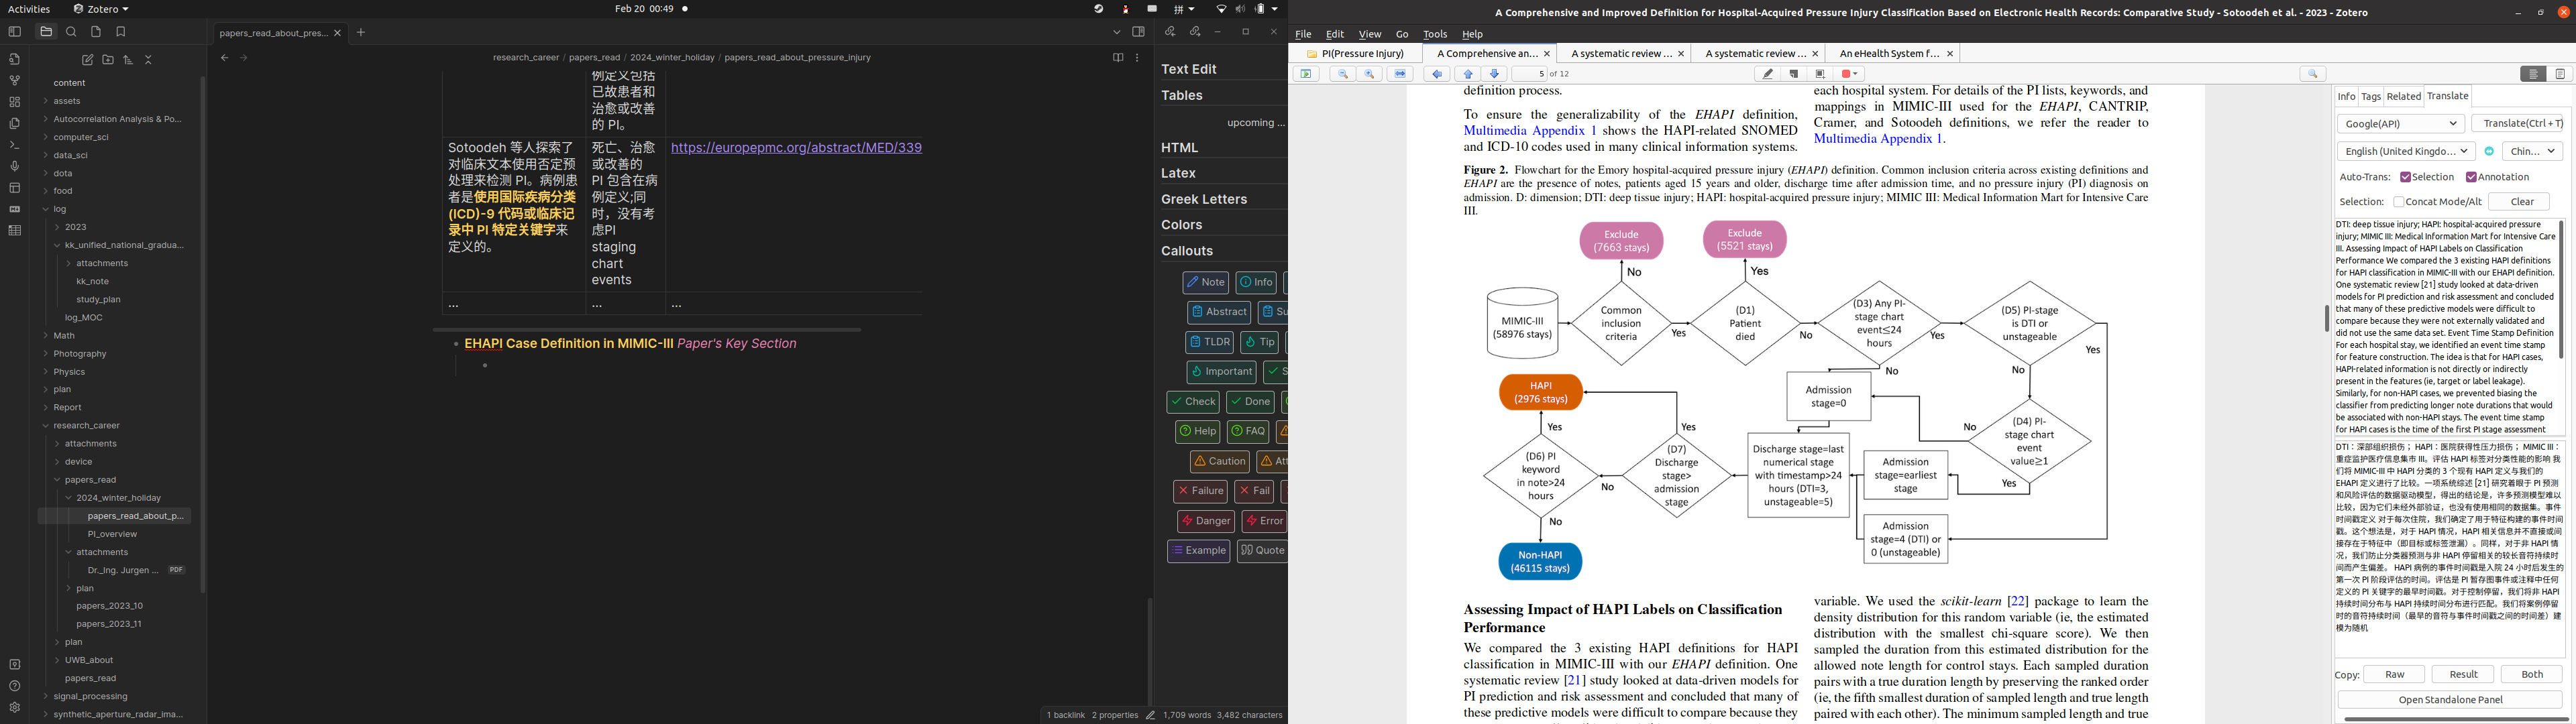 Activities
Zotero
Feb 20 00:49
拼
papers_read_about_pres...
research_career / papers_read / 2024_winter_holiday / papers_read_about_pressure_injury
content
assets
Autocorrelation Analysis & Po...
computer_sci
data_sci
dota
food
log
2023
kk_unified_national_gradua...
attachments
kk_note
study_plan
log_MOC
Math
Photography
Physics
plan
Report
research_career
attachments
device
papers_read
2024_winter_holiday
papers_read_about_p...
PI_overview
attachments
Dr._Ing. Jurgen ... PDF
plan
papers_2023_10
papers_2023_11
plan
UWB_about
papers_read
signal_processing
synthetic_aperture_radar_ima...
例定义包括
已故患者和
治愈或改善
的 PI。
Sotoodeh 等人探索了
对临床文本使用否定预
处理来检测 PI。病例患
者是使用国际疾病分类
(ICD)-9 代码或临床记
录中 PI 特定关键字来
定义的。
死亡、治愈
或改善的
PI 包含在病
例定义;同
时，没有考
虑PI
staging
chart
events
https://europepmc.org/abstract/MED/339
...
...
...
EHAPI Case Definition in MIMIC-III Paper's Key Section
1 backlink 2 properties 1,709 words 3,482 characters
Text Edit
Tables
upcoming ...
HTML
Latex
Greek Letters
Colors
Callouts
Note
Info
Abstract
Su
TLDR
Tip
Important
S
Check
Done
Help
FAQ
Caution
Att
Failure
Fail
Danger
Error
Example
Quote
A Comprehensive and Improved Definition for Hospital-Acquired Pressure Injury Classification Based on Electronic Health Records: Comparative Study - Sotoodeh et al. - 2023 - Zotero
File Edit View Go Tools Help
PI(Pressure Injury)
A Comprehensive an...
A systematic review ...
A systematic review ...
An eHealth System f...
5 of 12
definition process.
To ensure the generalizability of the EHAPI definition,
Multimedia Appendix 1 shows the HAPI-related SNOMED
and ICD-10 codes used in many clinical information systems.
each hospital system. For details of the PI lists, keywords, and
mappings in MIMIC-III used for the EHAPI, CANTRIP,
Cramer, and Sotoodeh definitions, we refer the reader to
Multimedia Appendix 1.
Figure 2. Flowchart for the Emory hospital-acquired pressure injury (EHAPI) definition. Common inclusion criteria across existing definitions and
EHAPI are the presence of notes, patients aged 15 years and older, discharge time after admission time, and no pressure injury (PI) diagnosis on
admission. D: dimension; DTI: deep tissue injury; HAPI: hospital-acquired pressure injury; MIMIC III: Medical Information Mart for Intensive Care
III.
Exclude
(7663 stays)
Exclude
(5521 stays)
No
Yes
MIMIC-III
(58976 stays)
Common
inclusion
criteria
Yes
(D1)
Patient
died
No
(D3) Any PI-
stage chart
event≤24
hours
Yes
(D5) PI-stage
is DTI or
unstageable
Yes
No
No
HAPI
(2976 stays)
Admission
stage=0
No
(D4) PI-
stage chart
event
value≥1
Yes
Yes
Yes
(D6) PI
keyword
in note>24
hours
No
(D7)
Discharge
stage>
admission
stage
Discharge stage=last
numerical stage
with timestamp>24
hours (DTI=3,
unstageable=5)
Admission
stage=earliest
stage
No
Admission
stage=4 (DTI) or
0 (unstageable)
Non-HAPI
(46115 stays)
Assessing Impact of HAPI Labels on Classification
Performance
We compared the 3 existing HAPI definitions for HAPI
classification in MIMIC-III with our EHAPI definition. One
systematic review [21] study looked at data-driven models for
PI prediction and risk assessment and concluded that many of
these predictive models were difficult to compare because they
variable. We used the scikit-learn [22] package to learn the
density distribution for this random variable (ie, the estimated
distribution with the smallest chi-square score). We then
sampled the duration from this estimated distribution for the
allowed note length for control stays. Each sampled duration
pairs with a true duration length by preserving the ranked order
(ie, the fifth smallest duration of sampled length and true length
paired with each other). The minimum sampled length and true
Info Tags Related Translate
Google(API)
Translate(Ctrl + T)
English (United Kingdo...
Chin...
Auto-Trans: Selection Annotation
Selection: Concat Mode/Alt Clear
DTI: deep tissue injury; HAPI: hospital-acquired pressure
injury; MIMIC III: Medical Information Mart for Intensive Care
III. Assessing Impact of HAPI Labels on Classification
Performance We compared the 3 existing HAPI definitions
for HAPI classification in MIMIC-III with our EHAPI definition.
One systematic review [21] study looked at data-driven
models for PI prediction and risk assessment and concluded
that many of these predictive models were difficult to
compare because they were not externally validated and
did not use the same data set. Event Time Stamp Definition
For each hospital stay, we identified an event time stamp
for feature construction. The idea is that for HAPI cases,
HAPI-related information is not directly or indirectly
present in the features (ie, target or label leakage).
Similarly, for non-HAPI cases, we prevented biasing the
classifier from predicting longer note durations that would
be associated with non-HAPI stays. The event time stamp
for HAPI cases is the time of the first PI stage assessment
DTI：深部组织损伤； HAPI：医院获得性压力损伤； MIMIC III：
重症监护医疗信息集市 III。评估 HAPI 标签对分类性能的影响 我
们将 MIMIC-III 中 HAPI 分类的 3 个现有 HAPI 定义与我们的
EHAPI 定义进行了比较。一项系统综述 [21] 研究着眼于 PI 预测
和风险评估的数据驱动模型，得出的结论是，许多预测模型难以
比较，因为它们未经外部验证，也没有使用相同的数据集。事件
时间戳定义 对于每次住院，我们确定了用于特征构建的事件时间
戳。这个想法是，对于 HAPI 情况，HAPI 相关信息并不直接或间
接存在于特征中（即目标或标签泄漏）。同样，对于非 HAPI 情
况，我们防止分类器预测与非 HAPI 停留相关的较长音符持续时
间而产生偏差。 HAPI 病例的事件时间戳是入院 24 小时后发生的
第一次 PI 阶段评估的时间。评估是 PI 暂存图事件或注释中任何
定义的 PI 关键字的最早时间戳。对于控制停留，我们将非 HAPI
持续时间分布与 HAPI 持续时间分布进行匹配。我们将案例停留
时的音符持续时间（最早的音符与事件时间戳之间的时间差）建
模为随机
Copy: Raw Result Both
Open Standalone Panel